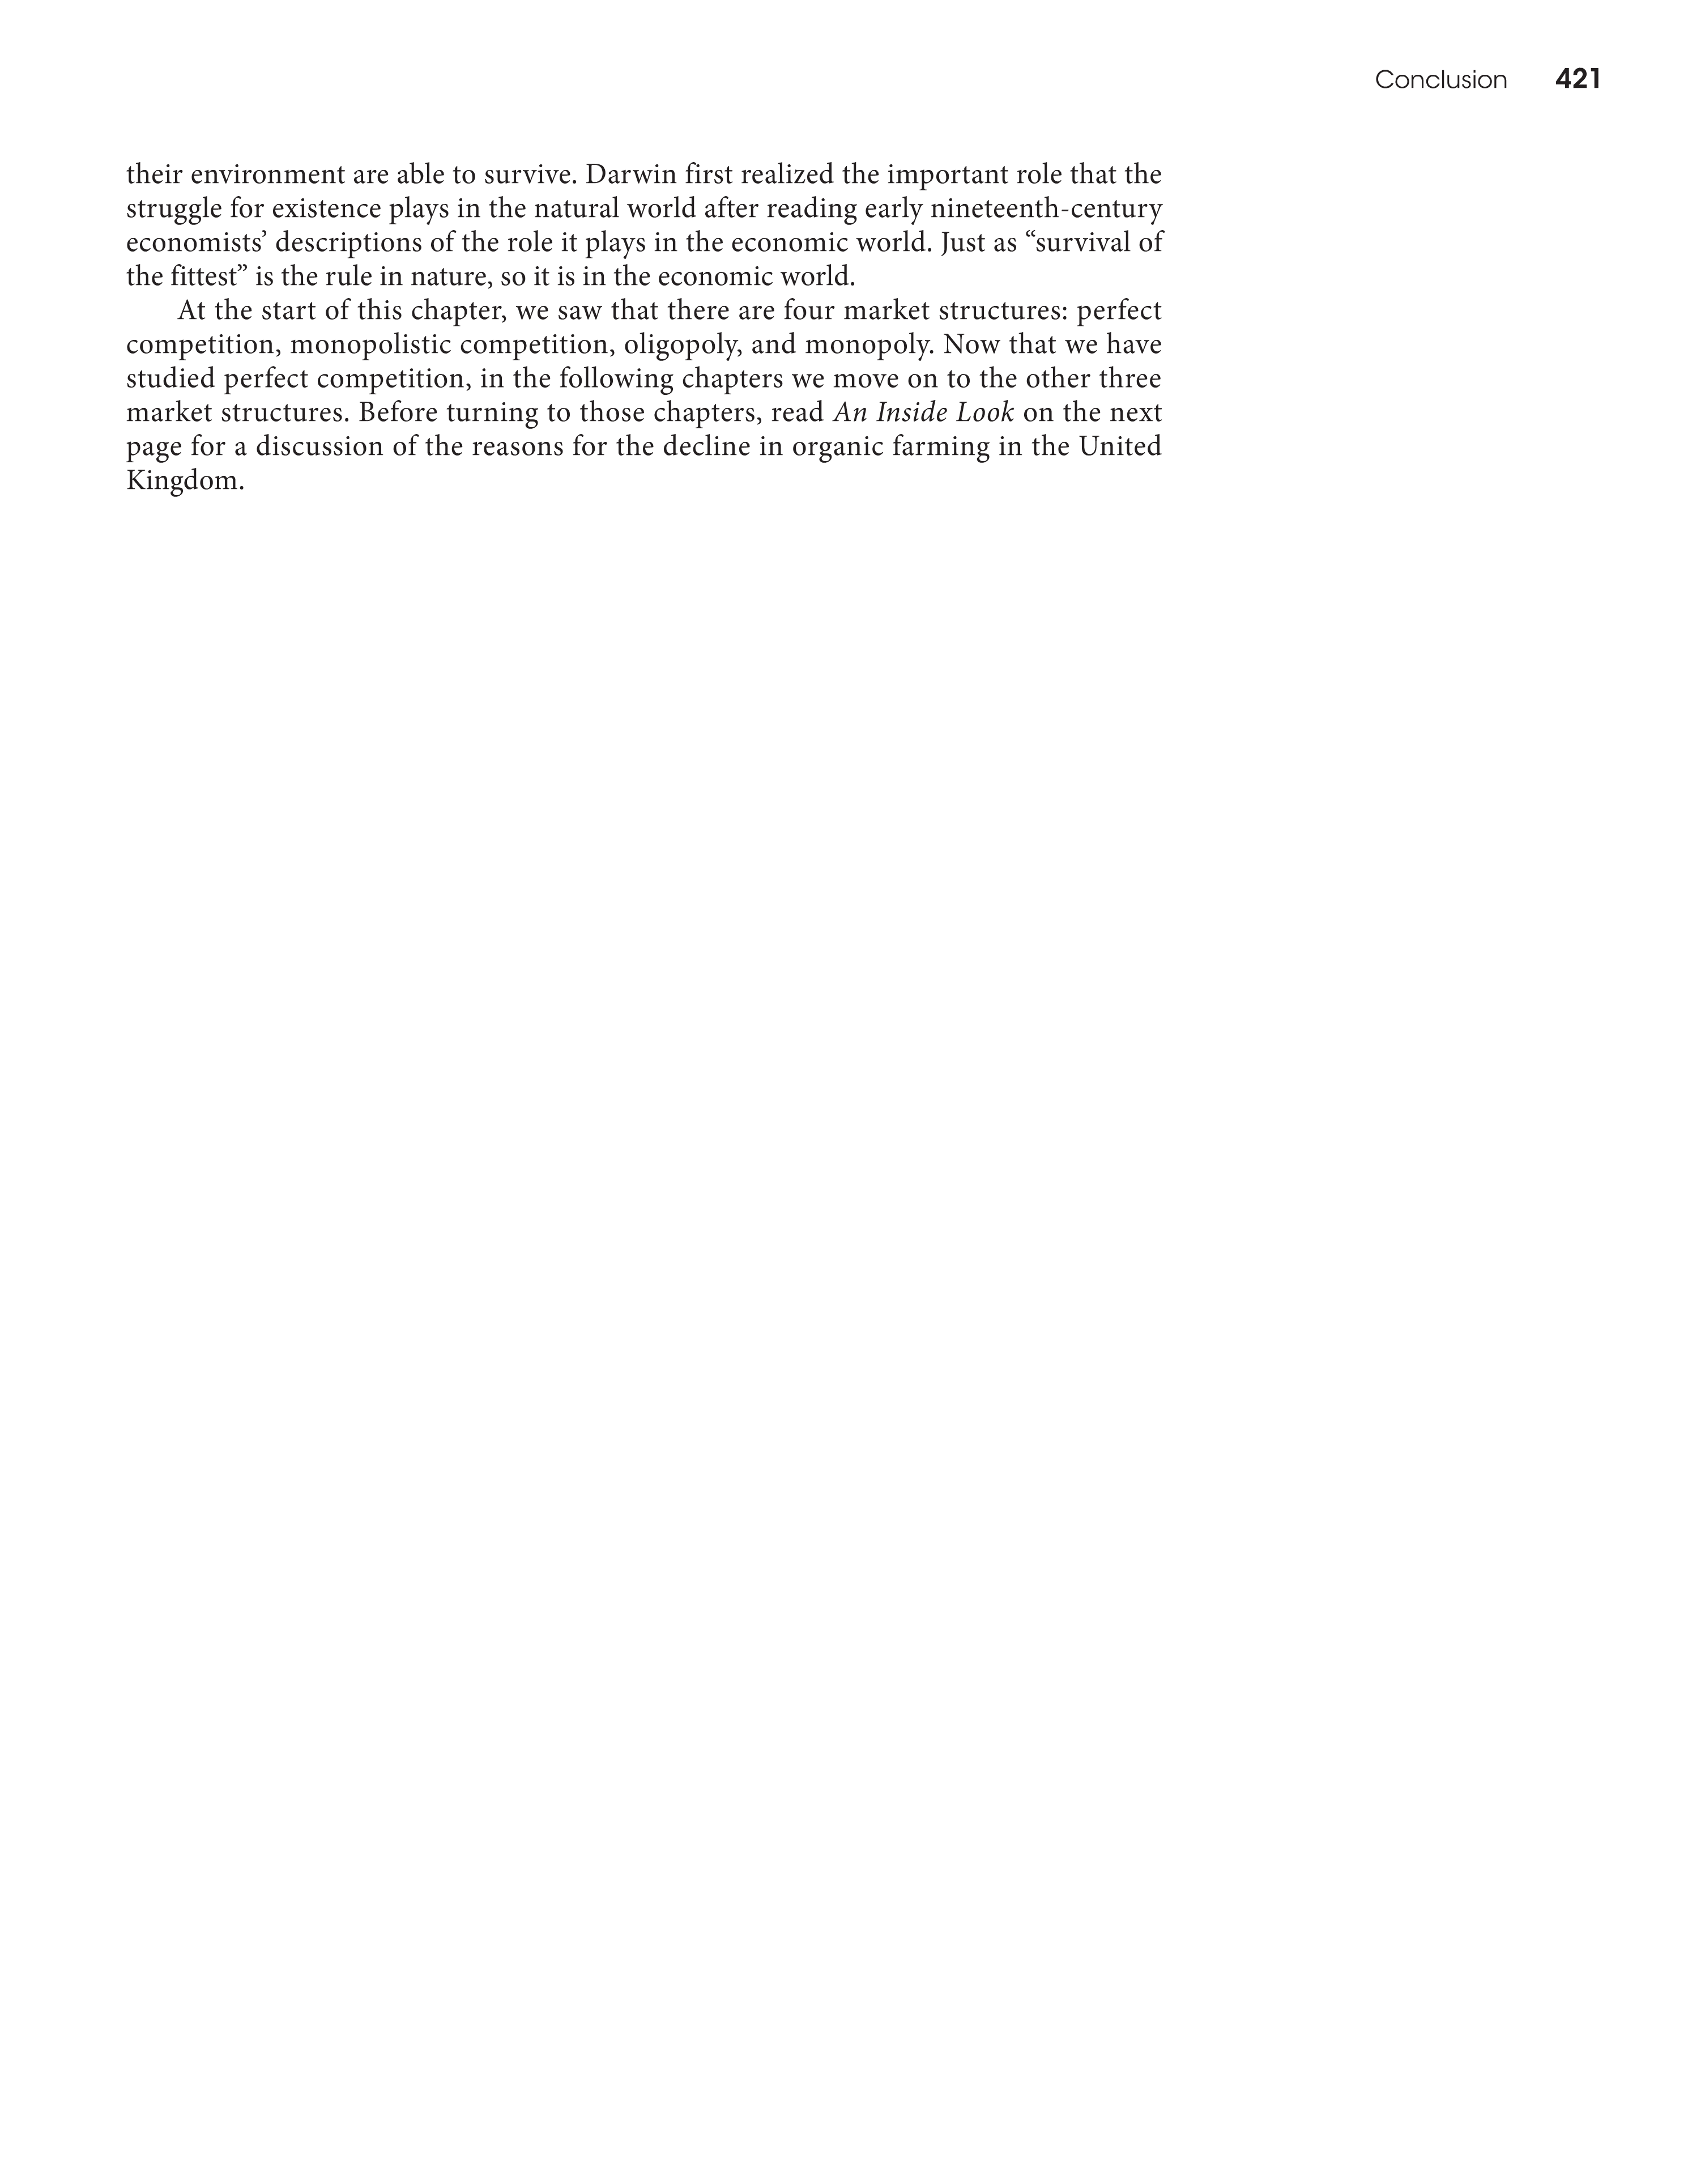 Conclusion 421
their environment are able to survive. Darwin first realized the important role that the
struggle for existence plays in the natural world after reading early nineteenth-century
economists’ descriptions of the role it plays in the economic world. Just as “survival of
the fittest” is the rule in nature, so it is in the economic world.
At the start of this chapter, we saw that there are four market structures: perfect
competition, monopolistic competition, oligopoly, and monopoly. Now that we have
studied perfect competition, in the following chapters we move on to the other three
market structures. Before turning to those chapters, read An Inside Look on the next
page for a discussion of the reasons for the decline in organic farming in the United
Kingdom.